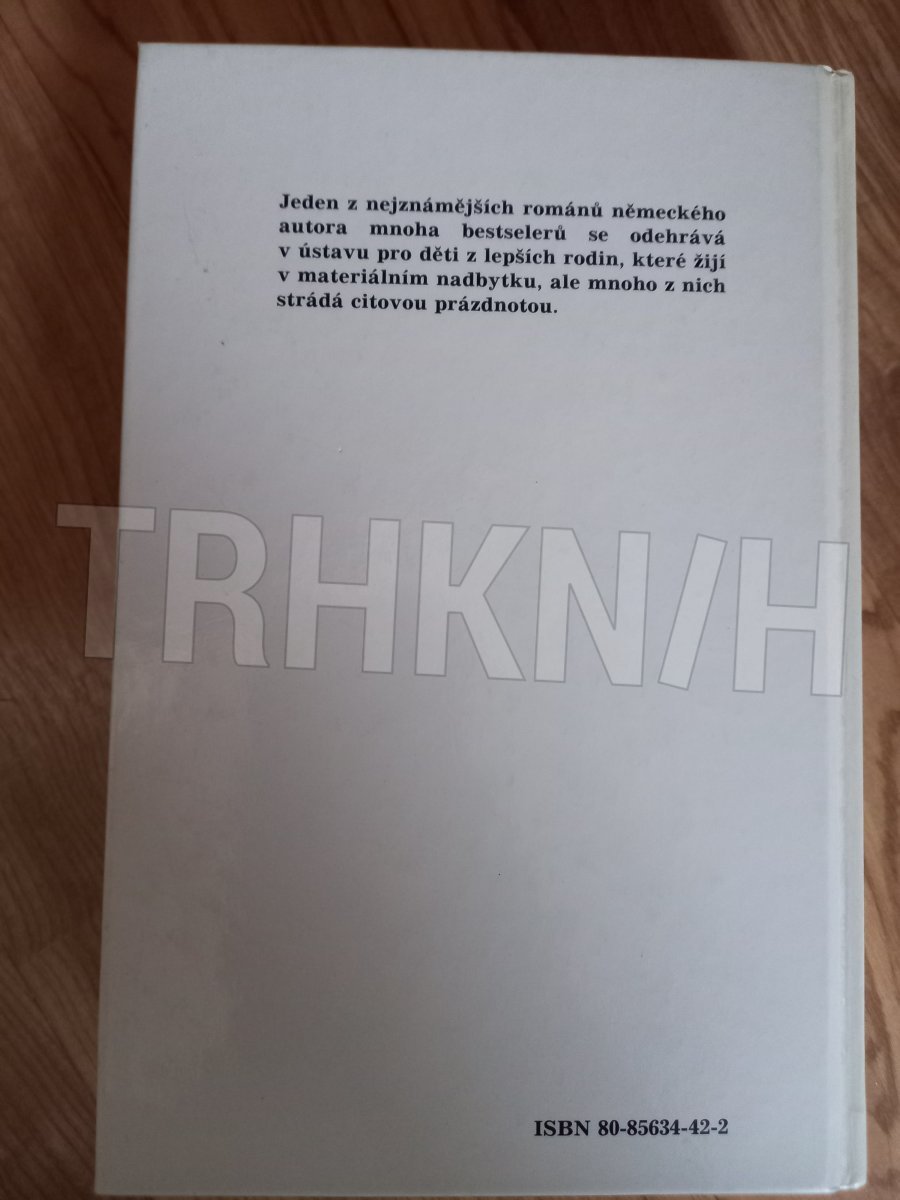 Jeden z nejznámějších románů německého
autora mnoha bestselerů se odehrává
v ústavu pro děti z lepších rodin, které žijí
v materiálním nadbytku, ale mnoho z nich
strádá citovou prázdnotou.
TRHKN/H
ISBN 80-85634-42-2